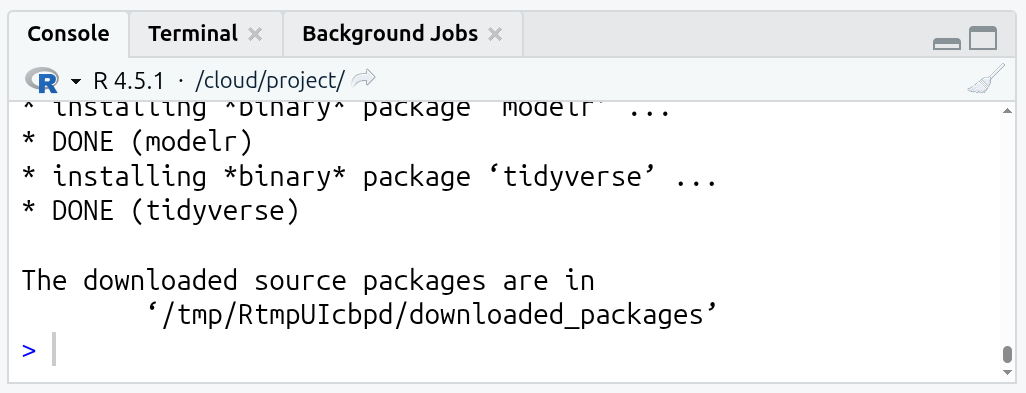 Console Terminal Background Jobs
R 4.5.1 · /cloud/project/
* installing *binary* package ‘modelr’ ...
* DONE (modelr)
* installing *binary* package ‘tidyverse’ ...
* DONE (tidyverse)
The downloaded source packages are in
‘/tmp/RtmpUIcbpd/downloaded_packages’
>